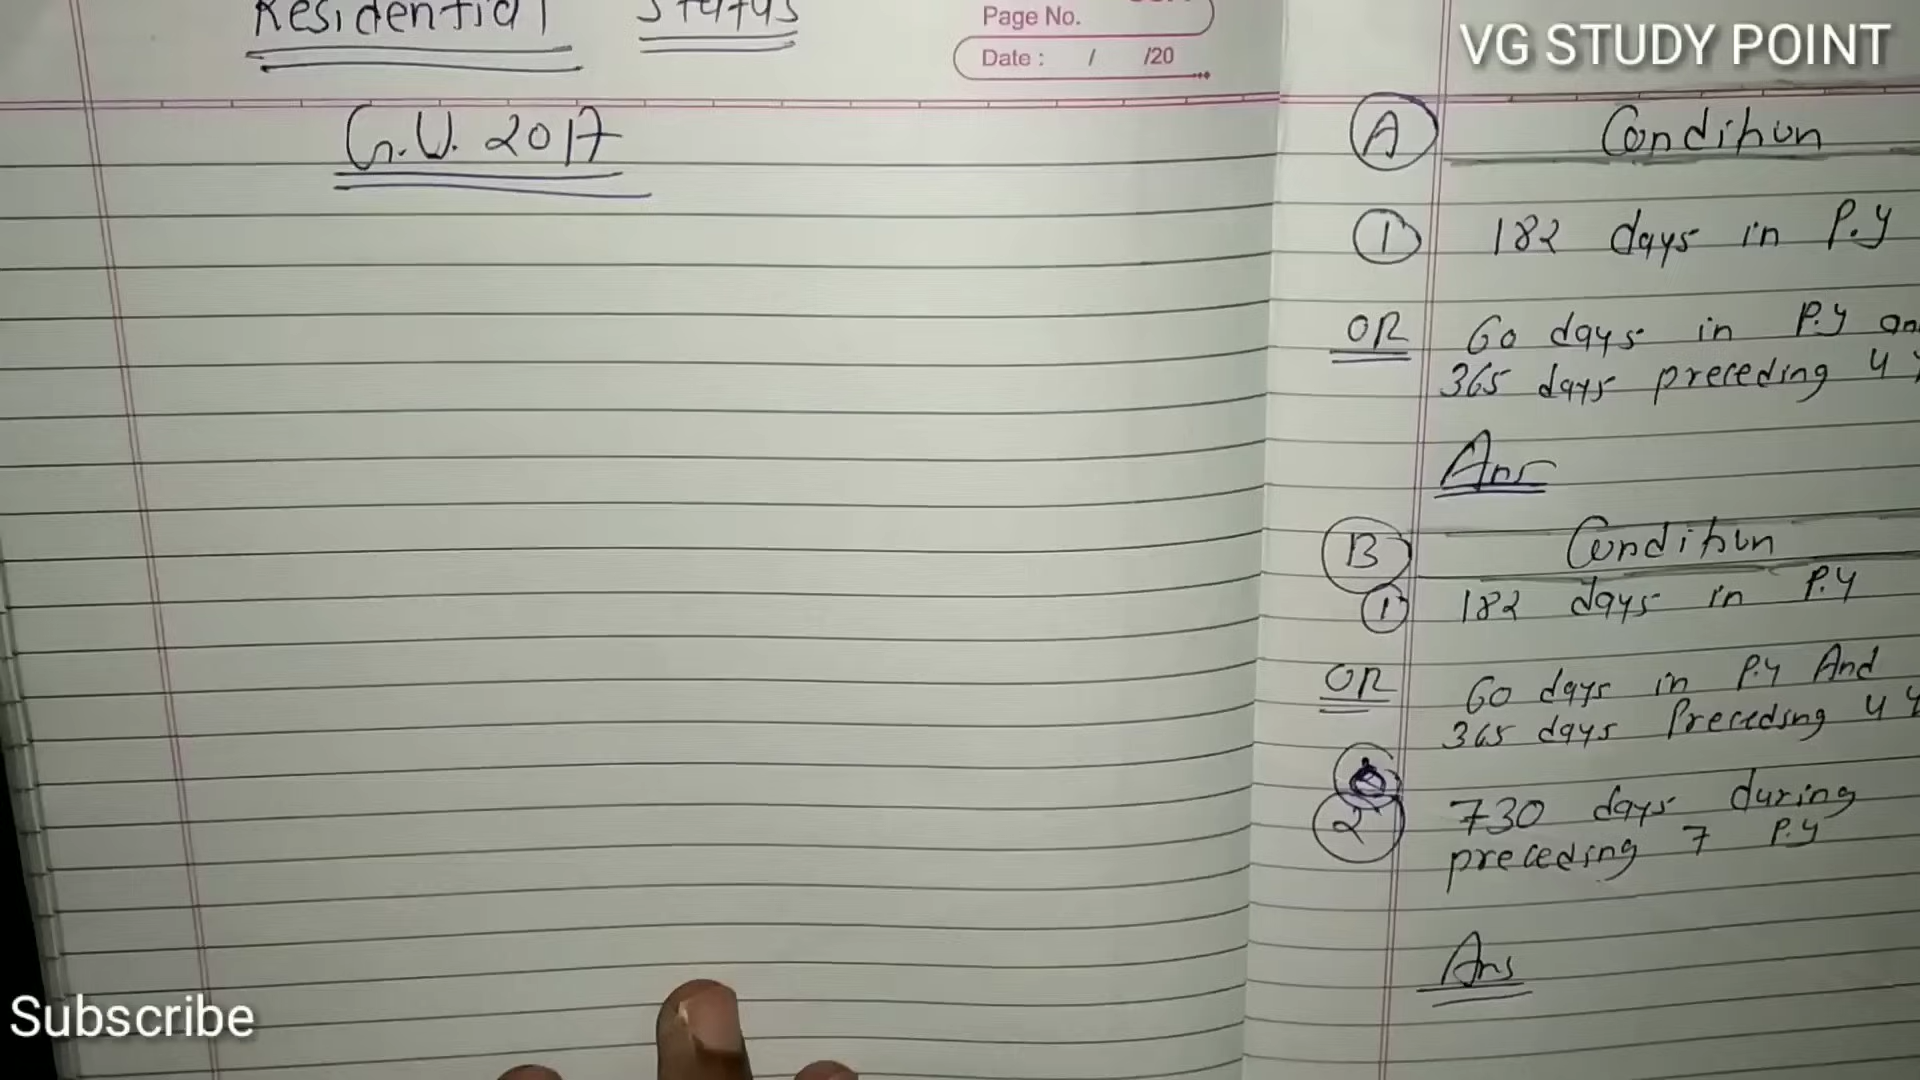 Residential Status
Page No.
Date : / /20
G.U. 2017
VG STUDY POINT
A Condition
1 182 days in P.Y
OR 60 days in P.Y an
365 days preceding 4 Y
Ans
B Condition
1 182 days in P.Y
OR 60 days in P.Y And
365 days Preceding 4 Y
2 730 days during
preceding 7 P.Y
Ans
Subscribe